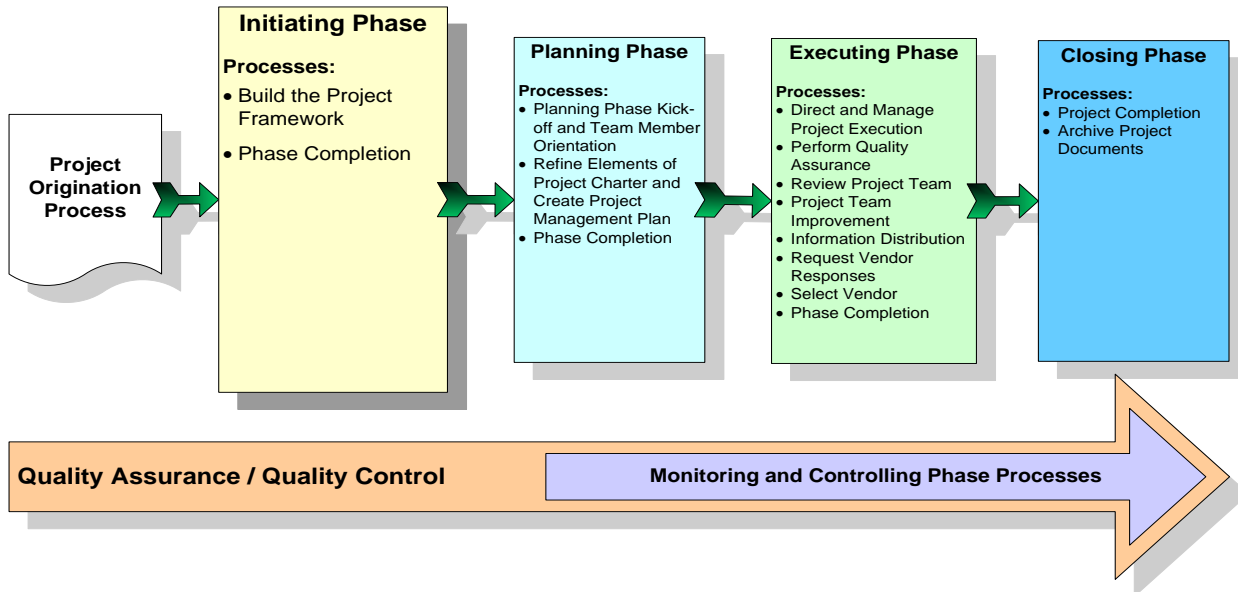 Project
Origination
Process
Initiating Phase
Processes:
• Build the Project
Framework
• Phase Completion
Planning Phase
Processes:
• Planning Phase Kick-
off and Team Member
Orientation
• Refine Elements of
Project Charter and
Create Project
Management Plan
• Phase Completion
Executing Phase
Processes:
• Direct and Manage
Project Execution
• Perform Quality
Assurance
• Review Project Team
• Project Team
Improvement
• Information Distribution
• Request Vendor
Responses
• Select Vendor
• Phase Completion
Closing Phase
Processes:
• Project Completion
• Archive Project
Documents
Quality Assurance / Quality Control
Monitoring and Controlling Phase Processes